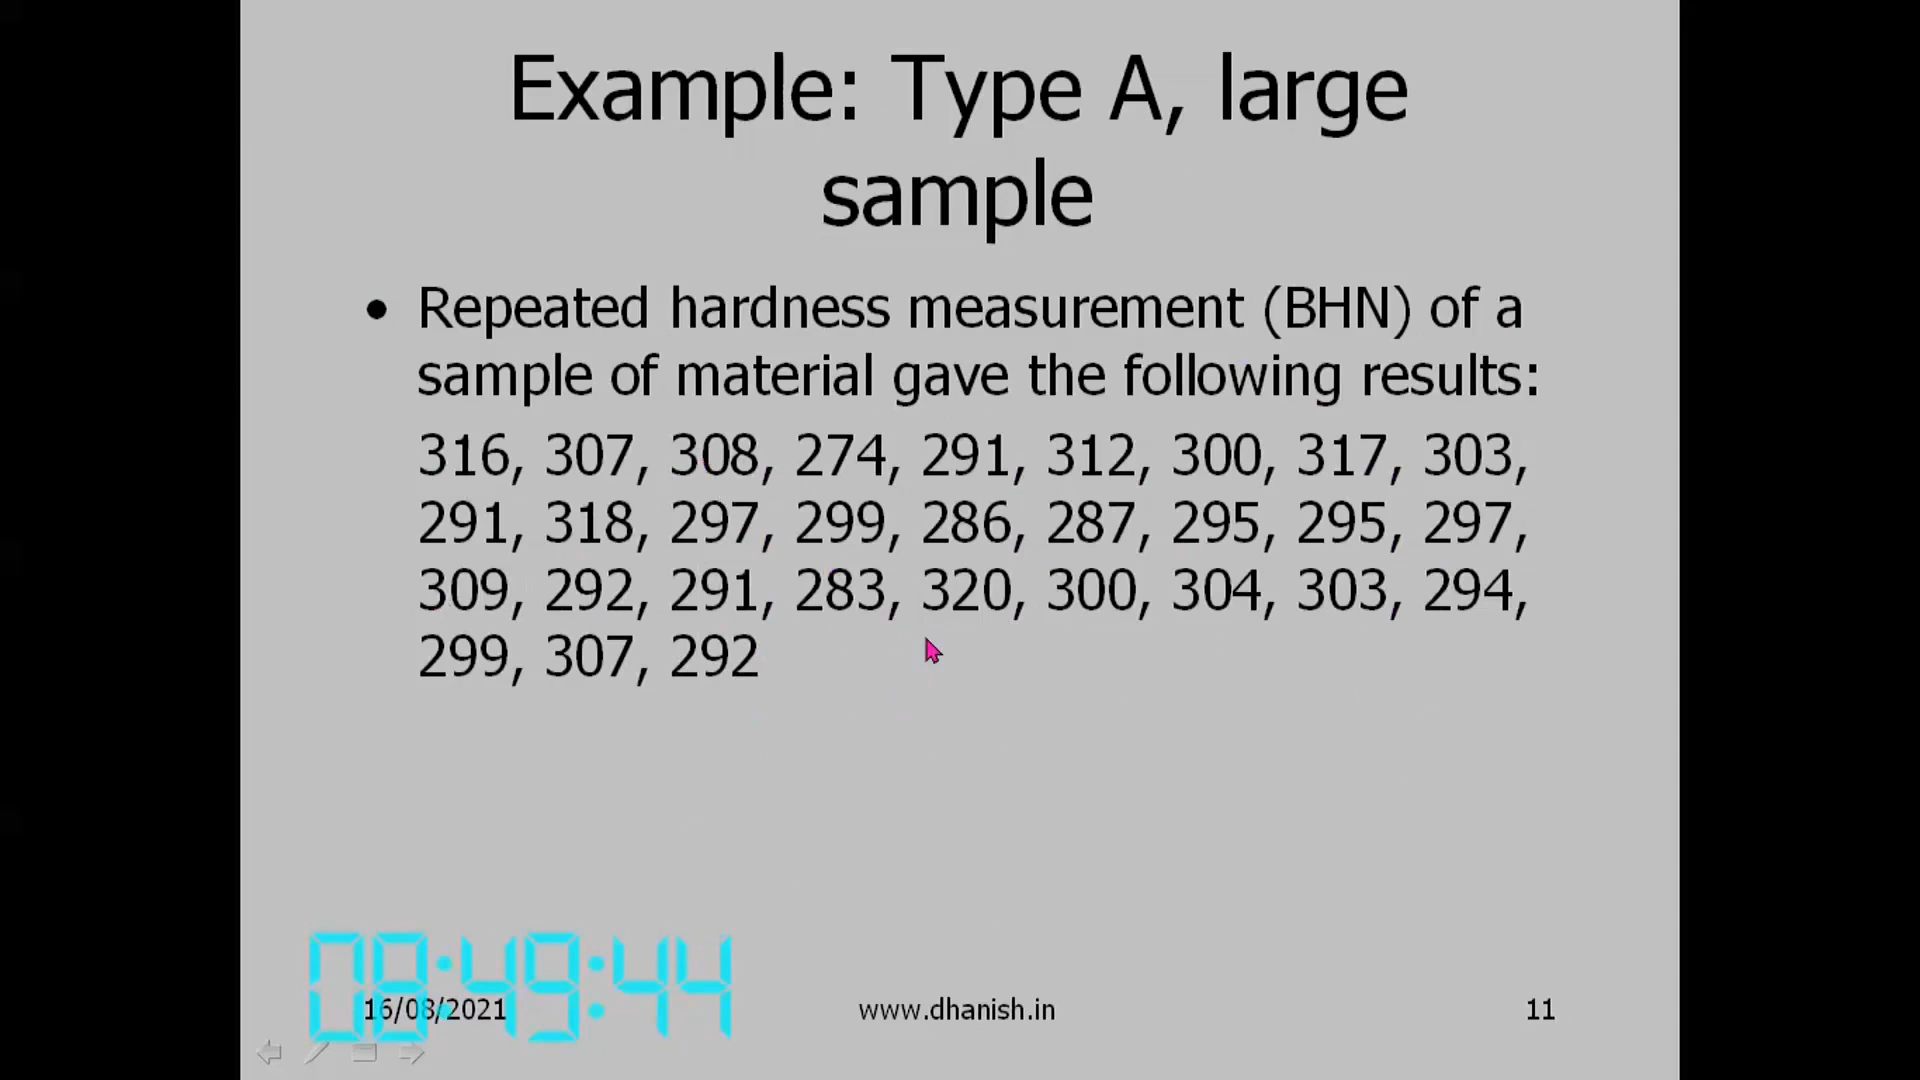 Example: Type A, large
sample
• Repeated hardness measurement (BHN) of a
sample of material gave the following results:
316, 307, 308, 274, 291, 312, 300, 317, 303,
291, 318, 297, 299, 286, 287, 295, 295, 297,
309, 292, 291, 283, 320, 300, 304, 303, 294,
299, 307, 292
08:49:44
16/08/2021 www.dhanish.in 11